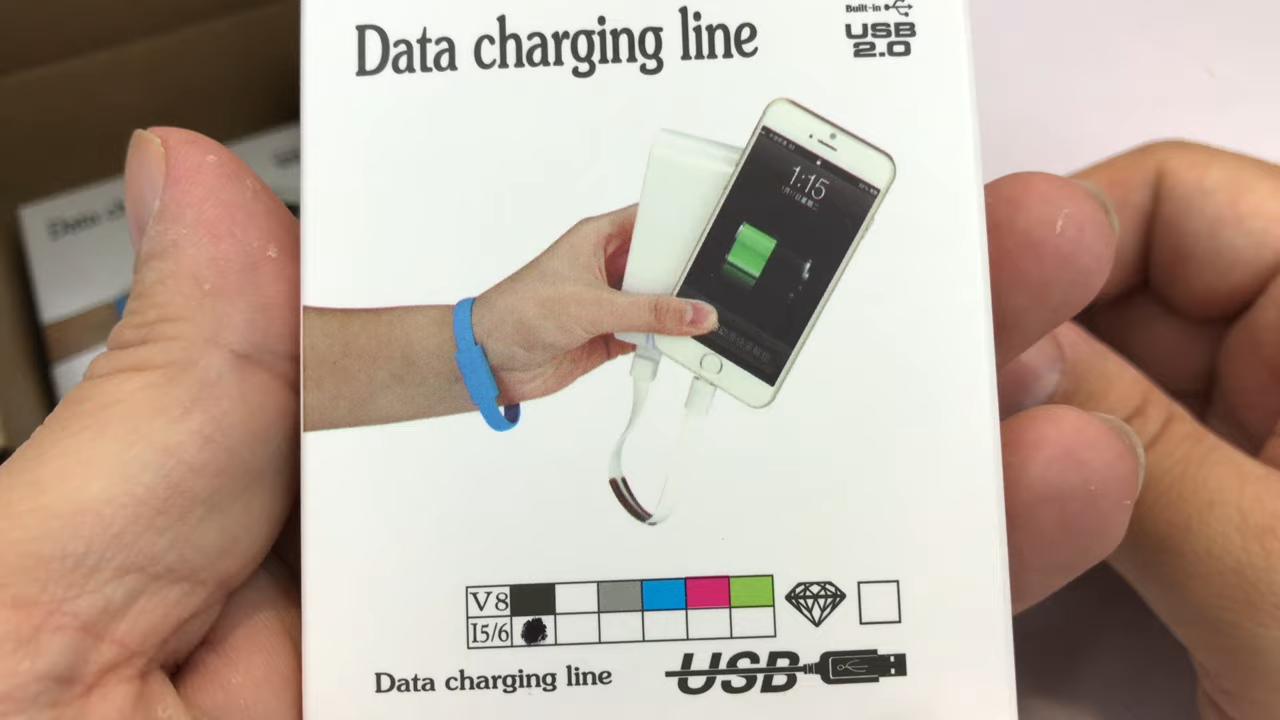 Data charging line
Built-in
USB
2.0
1:15
V8
I5/6
Data charging line
USB